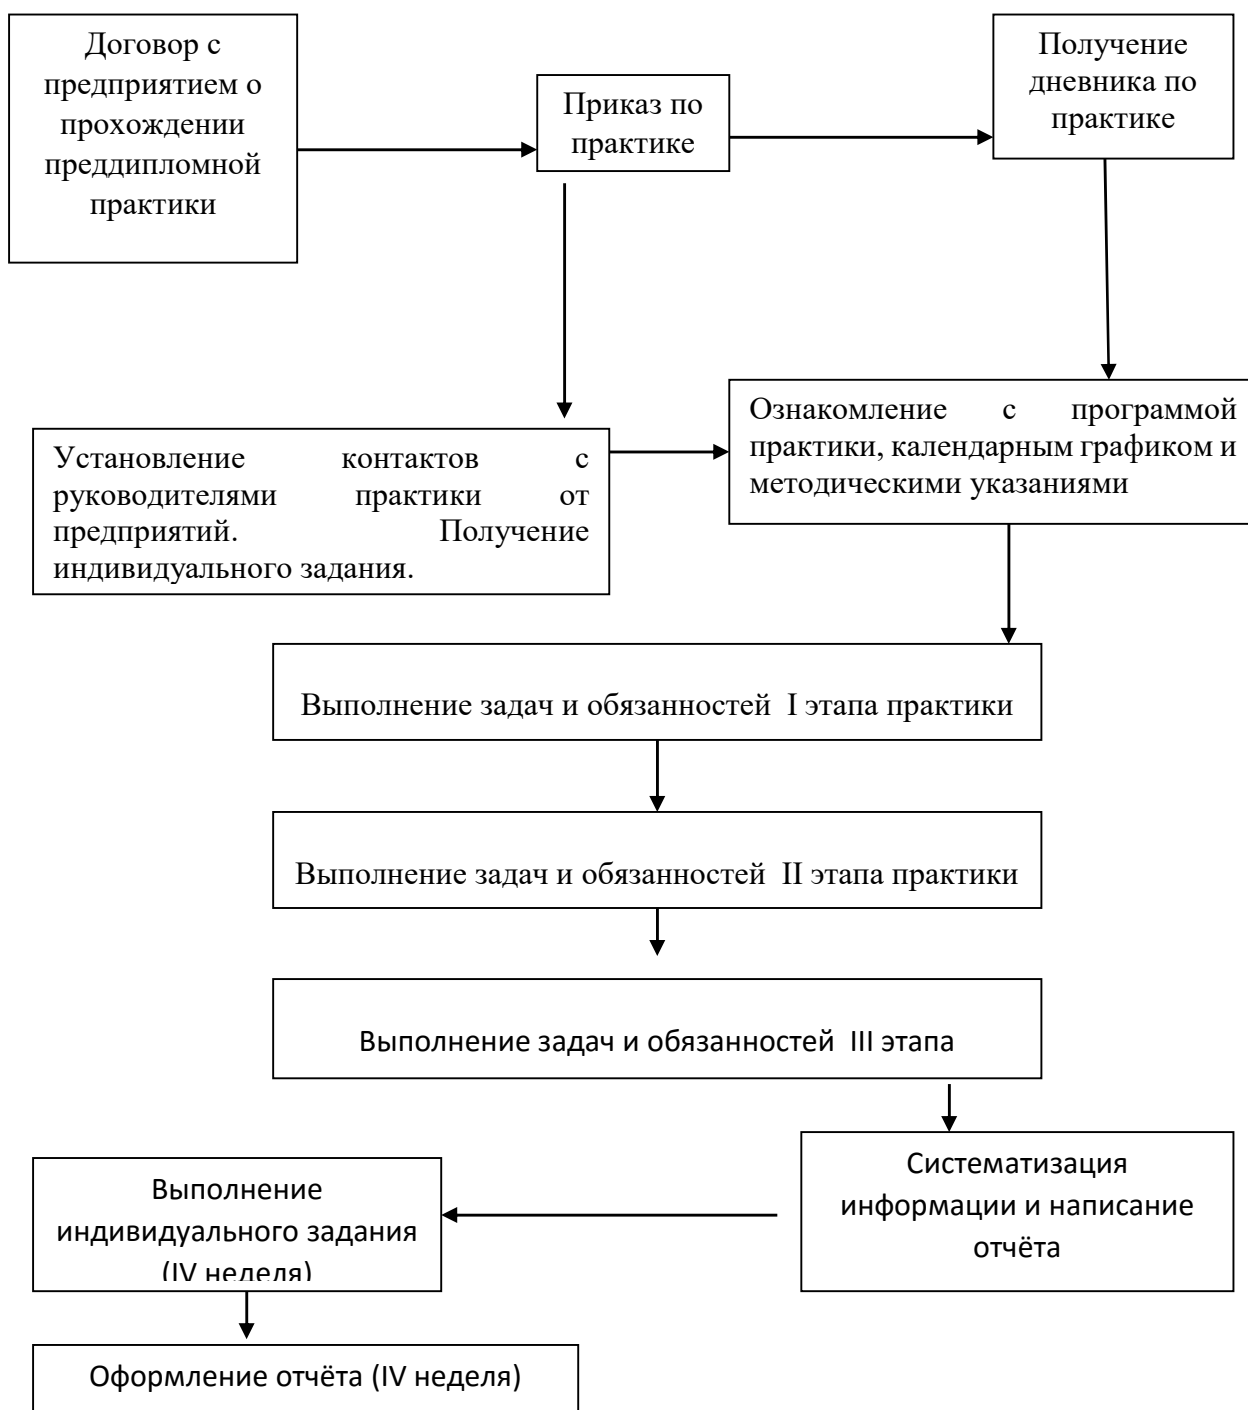 Договор с
предприятием о
прохождении
преддипломной
практики
Приказ по
практике
Получение
дневника по
практике
Установление контактов с
руководителями практики от
предприятий. Получение
индивидуального задания.
Ознакомление с программой
практики, календарным графиком и
методическими указаниями
Выполнение задач и обязанностей I этапа практики
Выполнение задач и обязанностей II этапа практики
Выполнение задач и обязанностей III этапа
Систематизация
информации и написание
отчёта
Выполнение
индивидуального задания
(IV неделя)
Оформление отчёта (IV неделя)